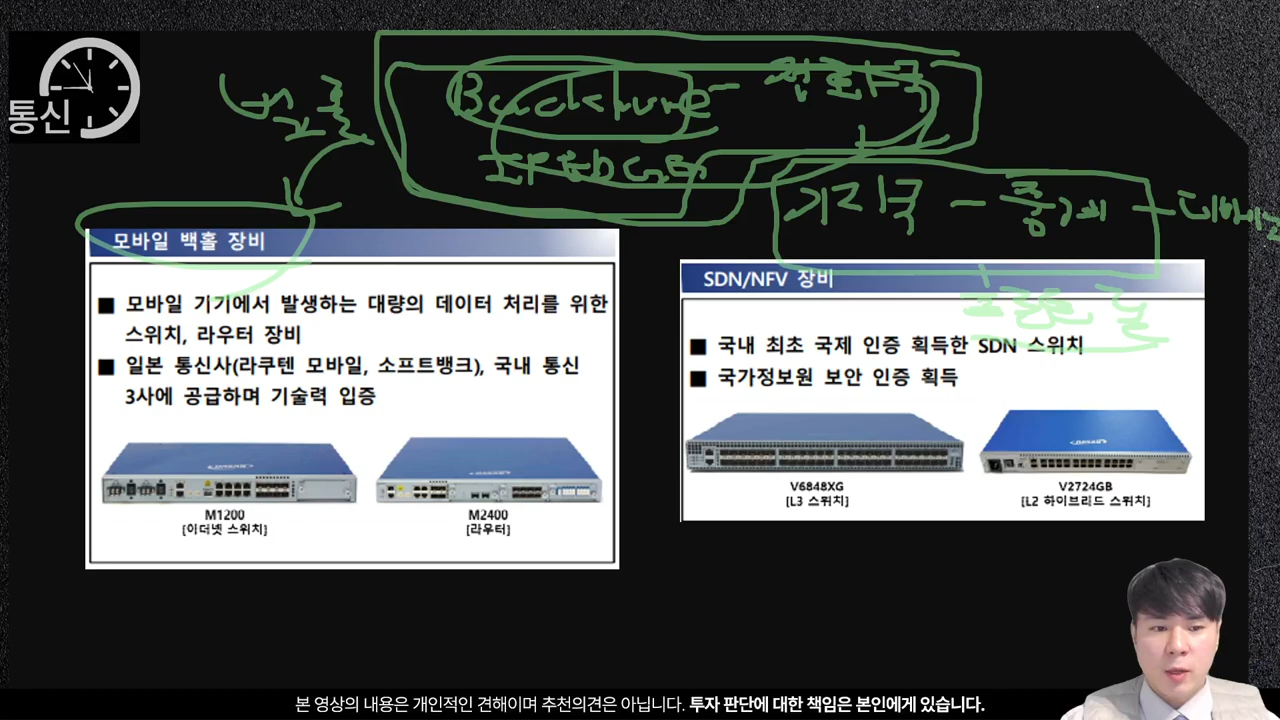 통신
백홀
기지국 - 중계
모바일 백홀 장비
■ 모바일 기기에서 발생하는 대량의 데이터 처리를 위한
스위치, 라우터 장비
■ 일본 통신사(라쿠텐 모바일, 소프트뱅크), 국내 통신
3사에 공급하며 기술력 입증
M1200
[이더넷 스위치]
M2400
[라우터]
SDN/NFV 장비
■ 국내 최초 국제 인증 획득한 SDN 스위치
■ 국가정보원 보안 인증 획득
V6848XG
[L3 스위치]
V2724GB
[L2 하이브리드 스위치]
본 영상의 내용은 개인적인 견해이며 추천의견은 아닙니다. 투자 판단에 대한 책임은 본인에게 있습니다.